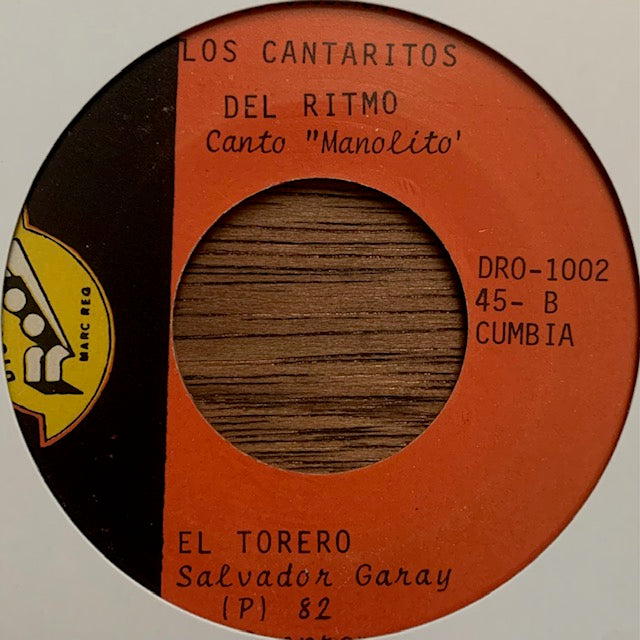 LOS CANTARITOS
DEL RITMO
Canto "Manolito'
DRO-1002
45- B
CUMBIA
MARC REG
EL TORERO
Salvador Garay
(P) 82